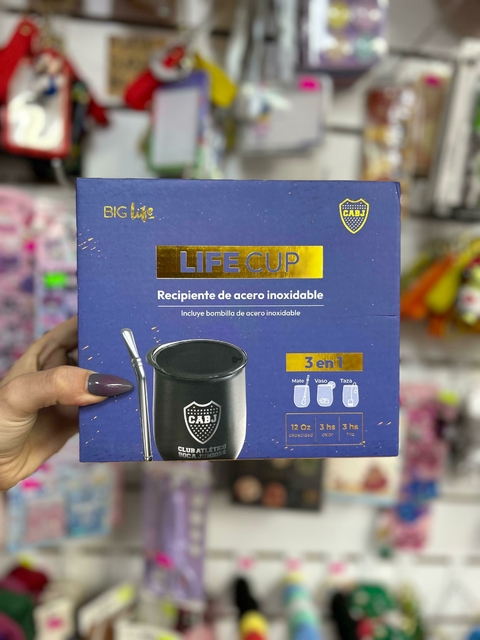 BIG life
CABJ
LIFE CUP
Recipiente de acero inoxidable
Incluye bombilla de acero inoxidable
3 en 1
Mate Vaso Taza
12 Oz 3 hs 3 hs
capacidad calor frío
CABJ
CLUB ATLÉTICO
BOCA JUNIORS